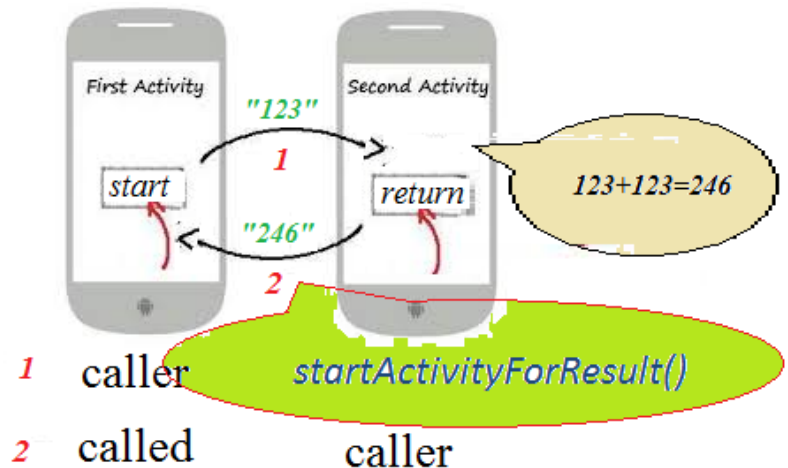 First Activity
Second Activity
"123"
1
start
return
123+123=246
"246"
2
1 caller
startActivityForResult()
2 called caller